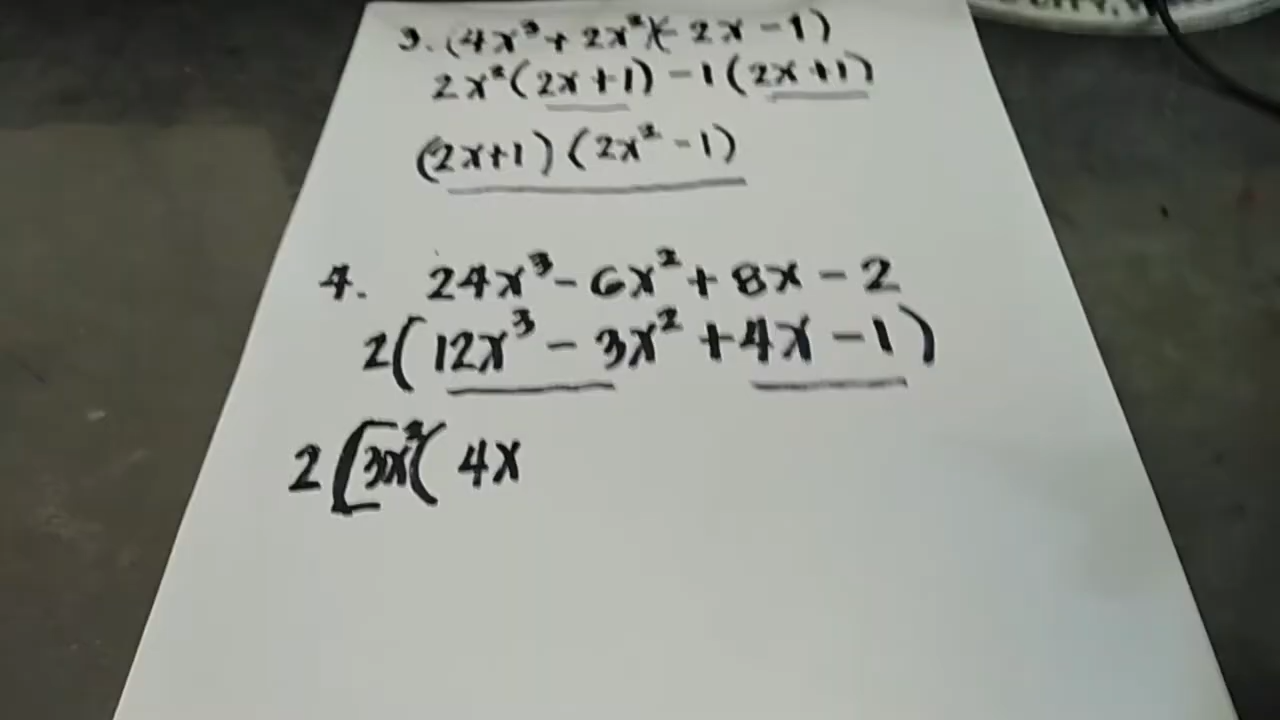 3. (4x³ + 2x²)(- 2x - 1)
2x²(2x + 1) - 1(2x + 1)
(2x+1)(2x² - 1)
4. 24x³ - 6x² + 8x - 2
2(12x³ - 3x² + 4x - 1)
2[3x²(4x